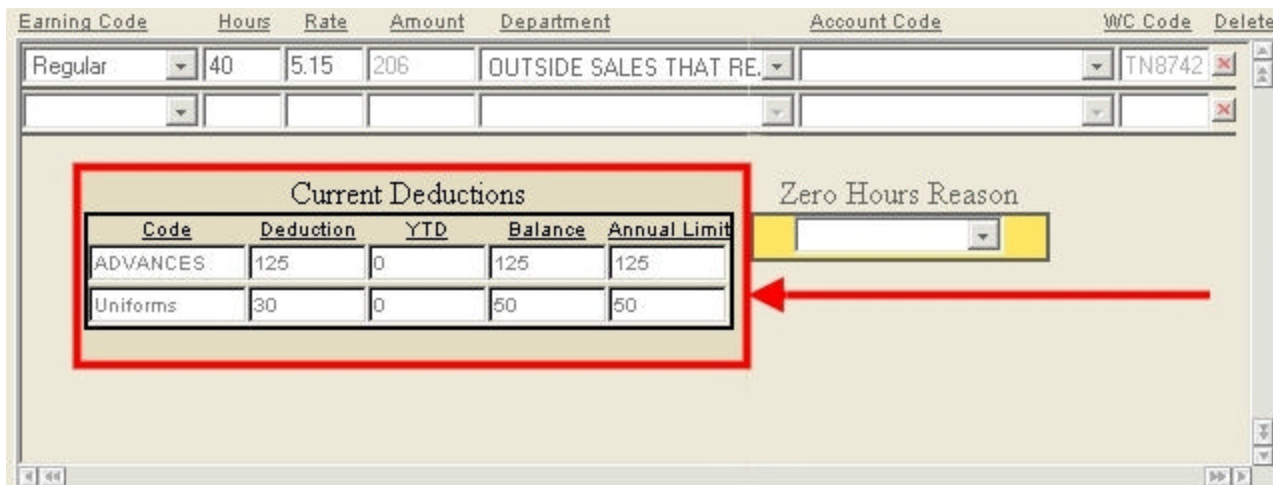 Earning Code Hours Rate Amount Department Account Code WC Code Delete
Regular 40 5.15 206 OUTSIDE SALES THAT RE. TN8742
Current Deductions Zero Hours Reason
Code Deduction YTD Balance Annual Limit
ADVANCES 125 0 125 125
Uniforms 30 0 50 50